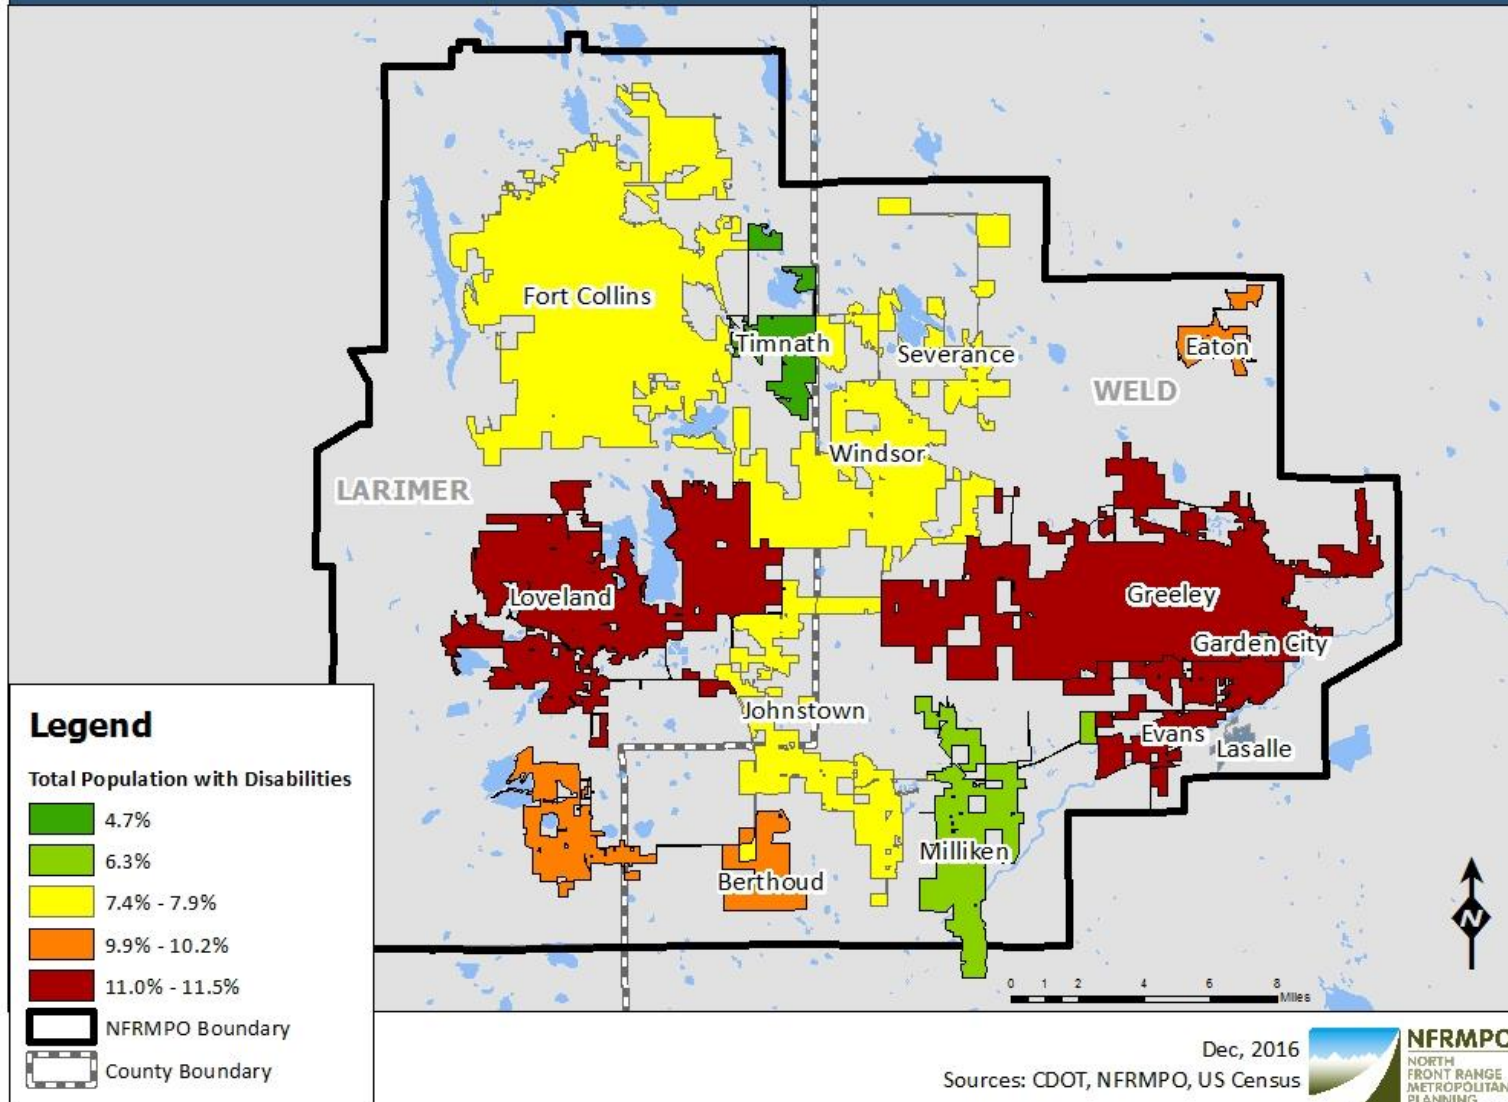 Fort Collins
Timnath
Severance
Eaton
WELD
Windsor
LARIMER
Loveland
Greeley
Garden City
Johnstown
Evans
Lasalle
Milliken
Berthoud
Legend
Total Population with Disabilities
4.7%
6.3%
7.4% - 7.9%
9.9% - 10.2%
11.0% - 11.5%
NFRMPO Boundary
County Boundary
N
0 1 2 4 6 8
Miles
Dec, 2016
Sources: CDOT, NFRMPO, US Census
NFRMPO
NORTH
FRONT RANGE
METROPOLITAN
PLANNING